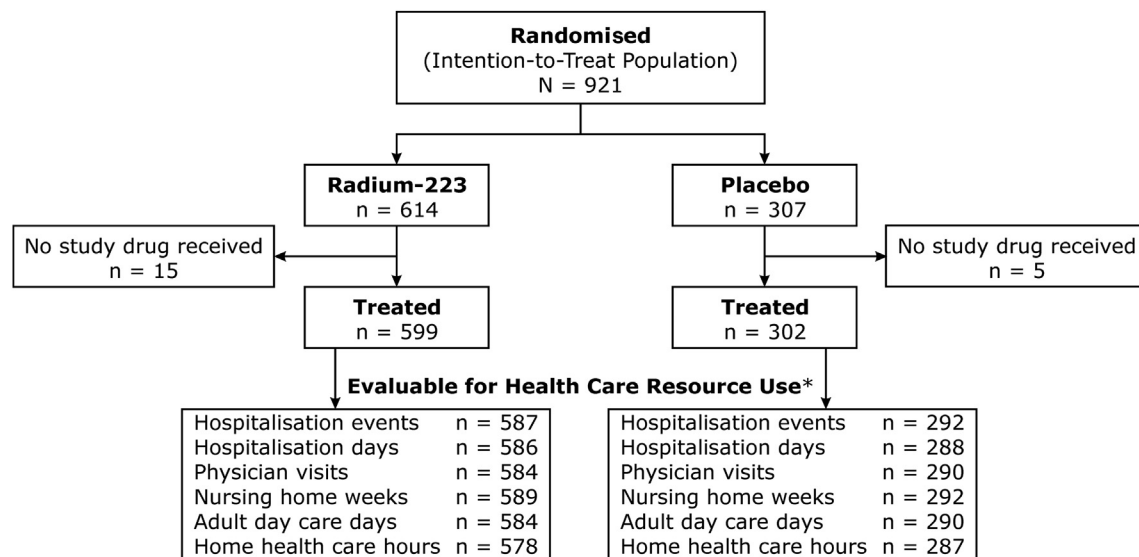 Randomised
(Intention-to-Treat Population)
N = 921
Radium-223
n = 614
Placebo
n = 307
No study drug received
n = 15
No study drug received
n = 5
Treated
n = 599
Treated
n = 302
Evaluable for Health Care Resource Use*
Hospitalisation events n = 587
Hospitalisation days n = 586
Physician visits n = 584
Nursing home weeks n = 589
Adult day care days n = 584
Home health care hours n = 578
Hospitalisation events n = 292
Hospitalisation days n = 288
Physician visits n = 290
Nursing home weeks n = 292
Adult day care days n = 290
Home health care hours n = 287